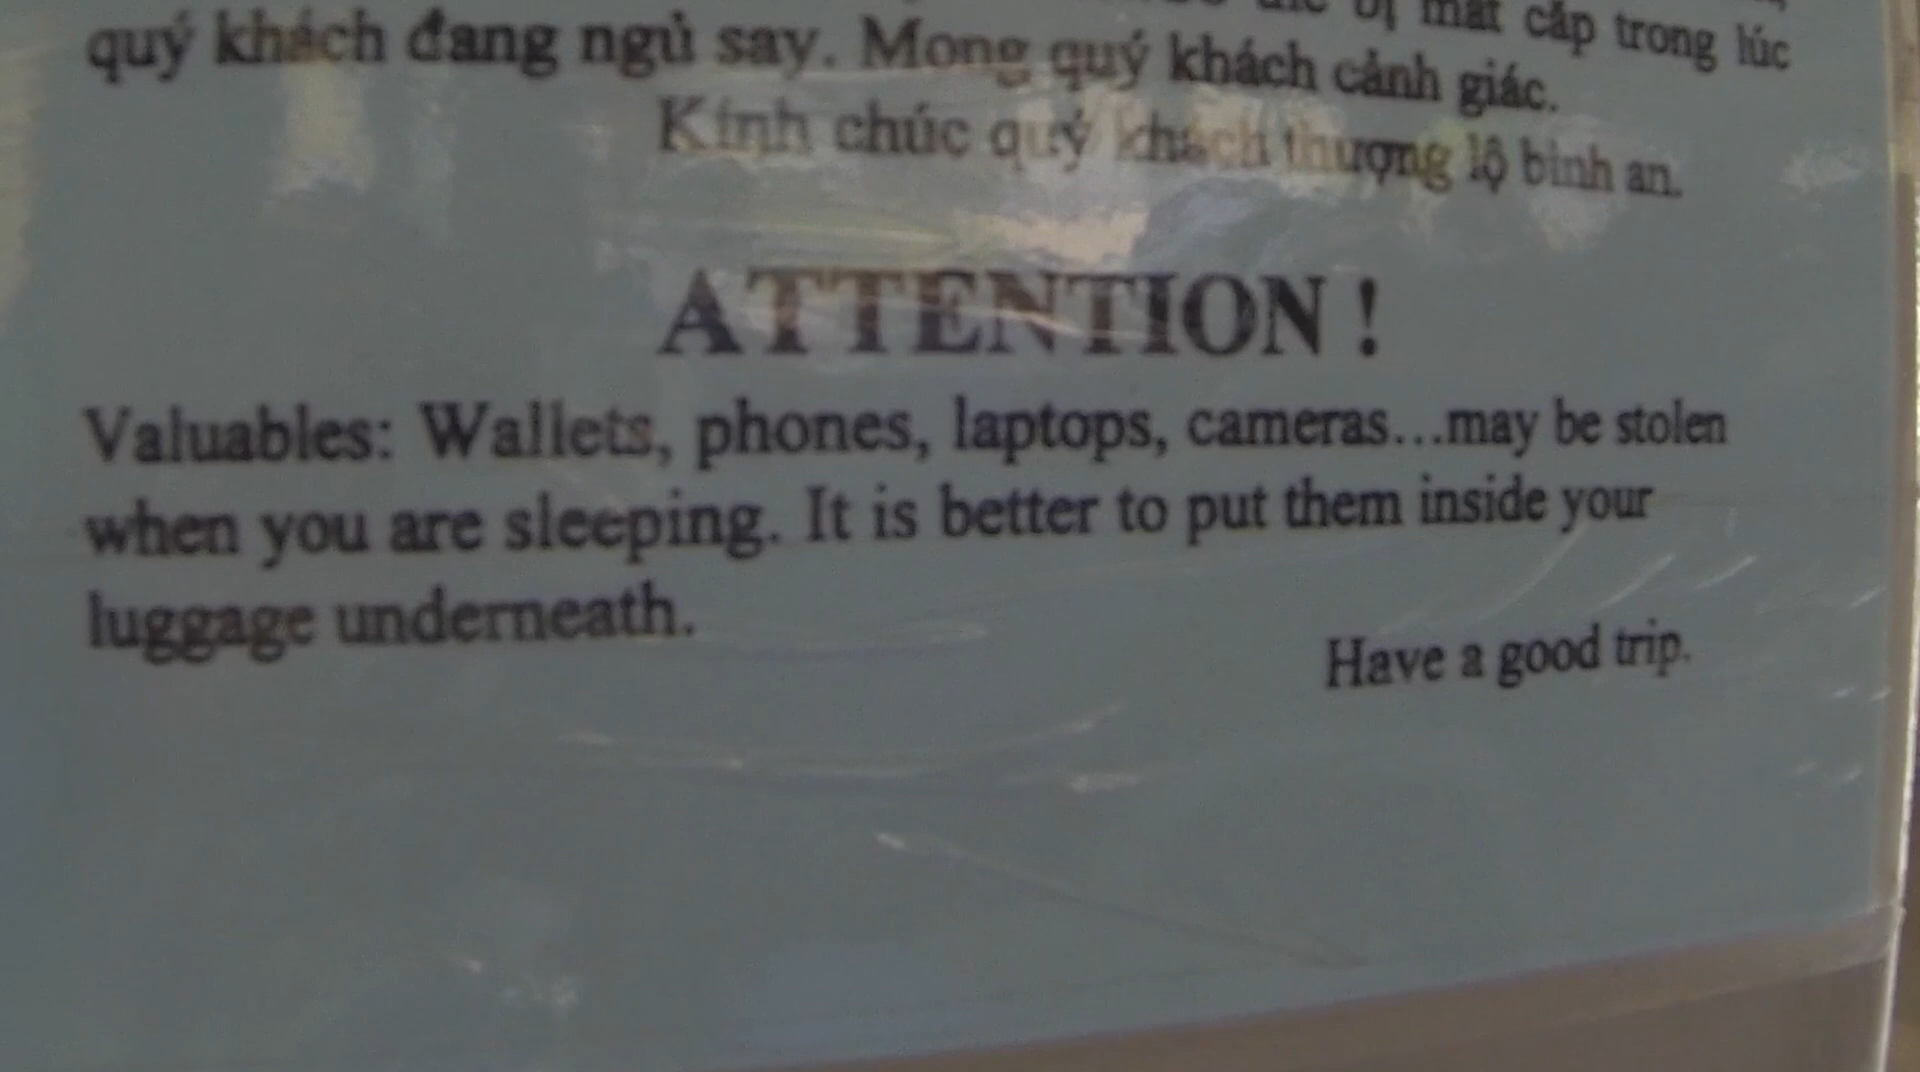 bị mất cắp trong lúc
quý khách đang ngủ say. Mong quý khách cảnh giác.
Kính chúc quý khách thượng lộ bình an.
ATTENTION !
Valuables: Wallets, phones, laptops, cameras...may be stolen
when you are sleeping. It is better to put them inside your
luggage underneath.
Have a good trip.